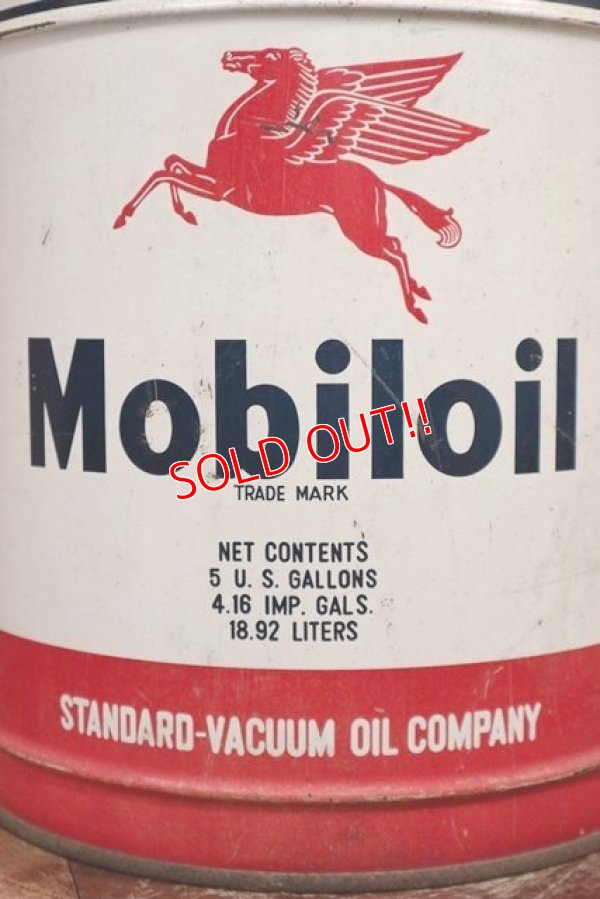 Mobiloil
SOLD OUT!!
TRADE MARK
NET CONTENTS
5 U. S. GALLONS
4.16 IMP. GALS.
18.92 LITERS
STANDARD-VACUUM OIL COMPANY